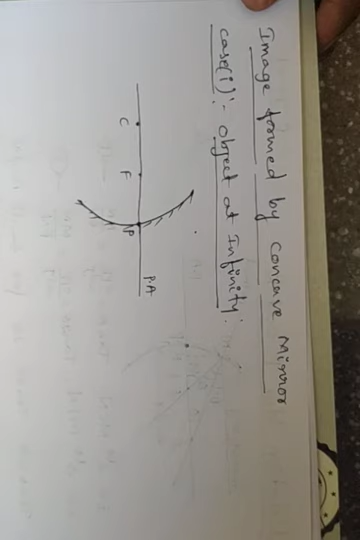 Image formed by concave Mirror
case(i):- object at Infinity:
C
F
P
P.A